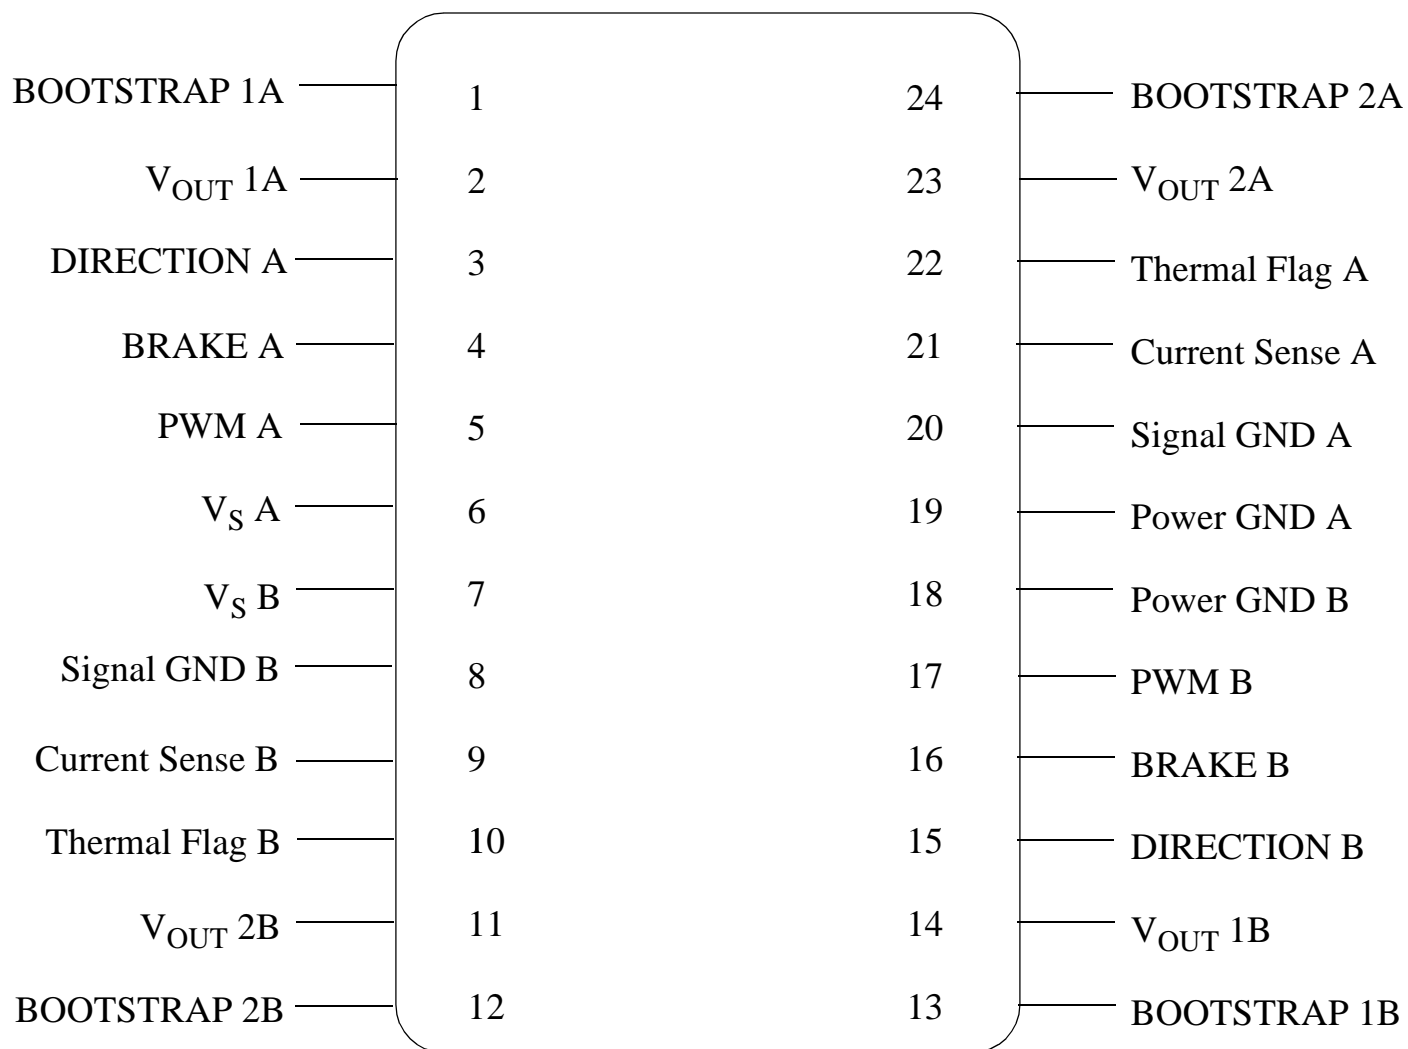 BOOTSTRAP 1A 1 24 BOOTSTRAP 2A
VOUT 1A 2 23 VOUT 2A
DIRECTION A 3 22 Thermal Flag A
BRAKE A 4 21 Current Sense A
PWM A 5 20 Signal GND A
VS A 6 19 Power GND A
VS B 7 18 Power GND B
Signal GND B 8 17 PWM B
Current Sense B 9 16 BRAKE B
Thermal Flag B 10 15 DIRECTION B
VOUT 2B 11 14 VOUT 1B
BOOTSTRAP 2B 12 13 BOOTSTRAP 1B